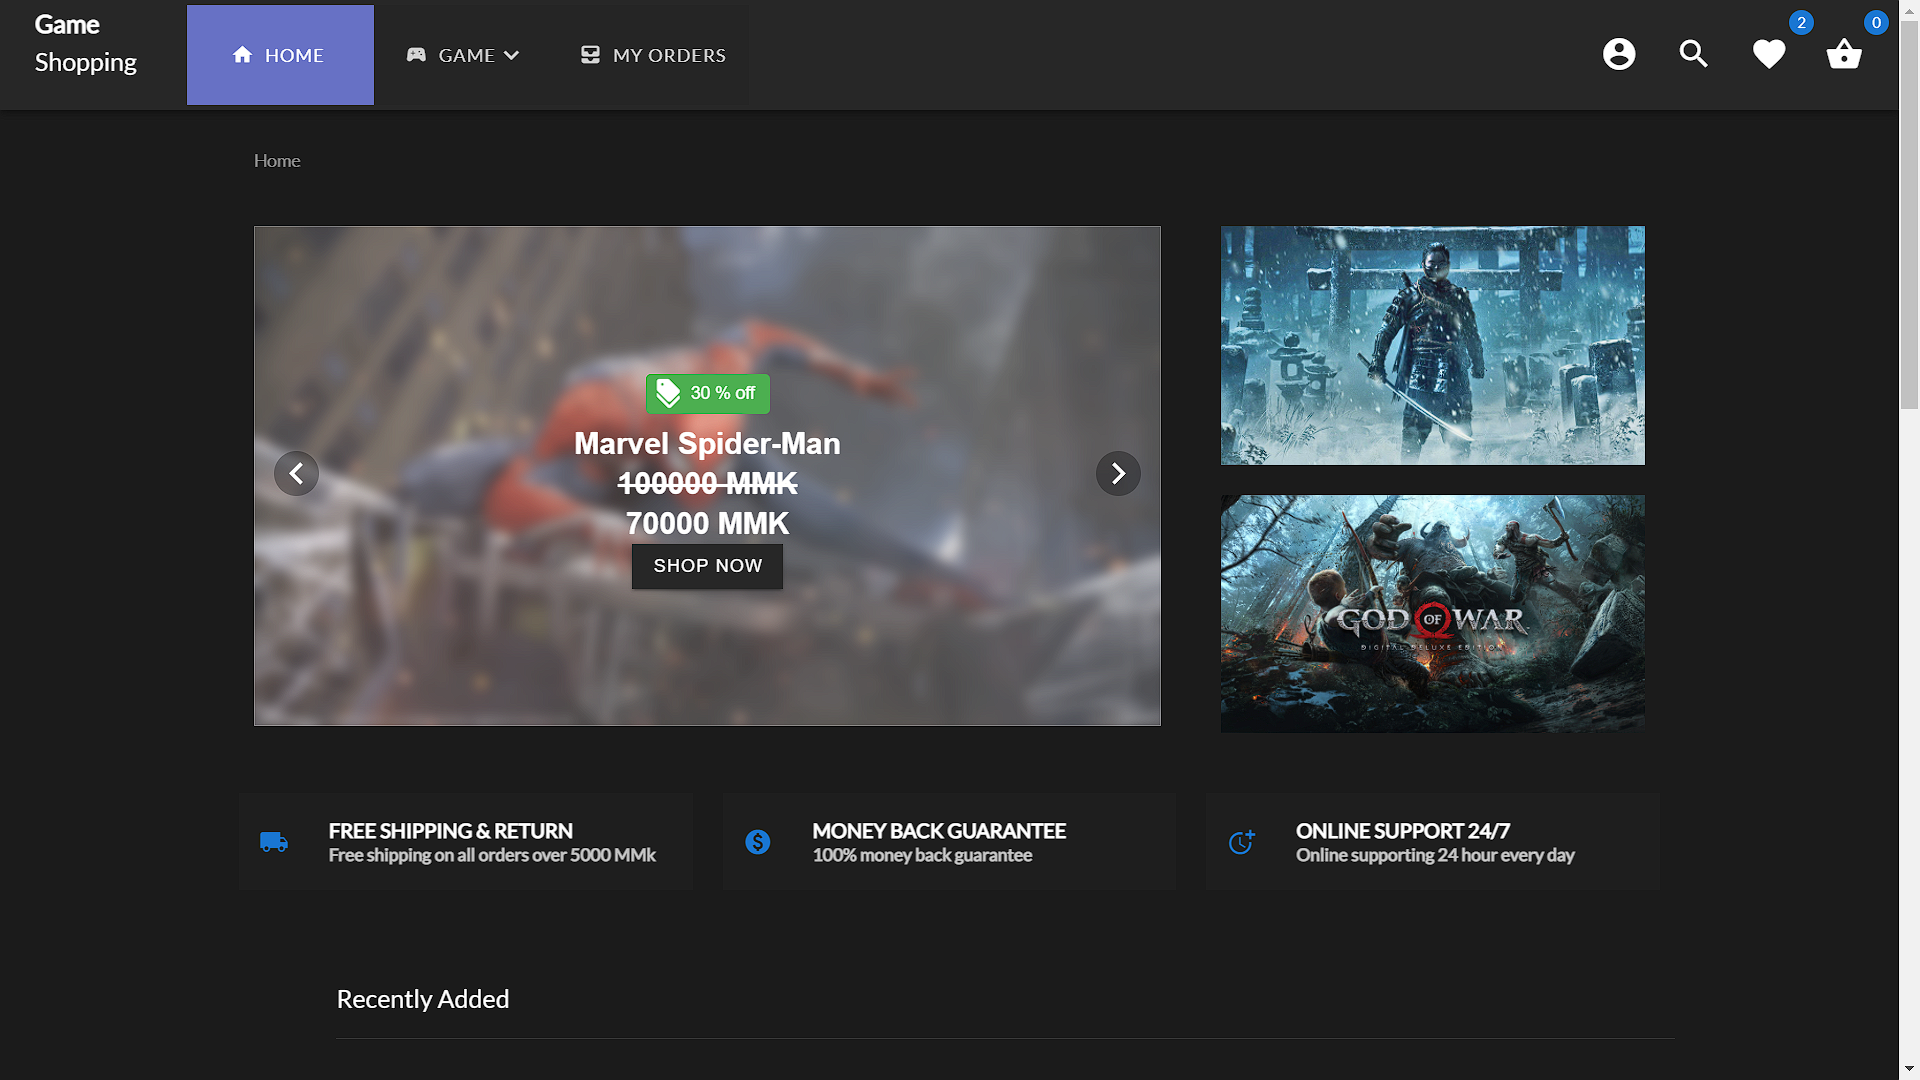 Game
Shopping
HOME
GAME
MY ORDERS
2
0
Home
30 % off
Marvel Spider-Man
100000 MMK
70000 MMK
SHOP NOW
GOD OF WAR
DIGITAL DELUXE EDITION
FREE SHIPPING & RETURN
Free shipping on all orders over 5000 MMk
MONEY BACK GUARANTEE
100% money back guarantee
ONLINE SUPPORT 24/7
Online supporting 24 hour every day
Recently Added